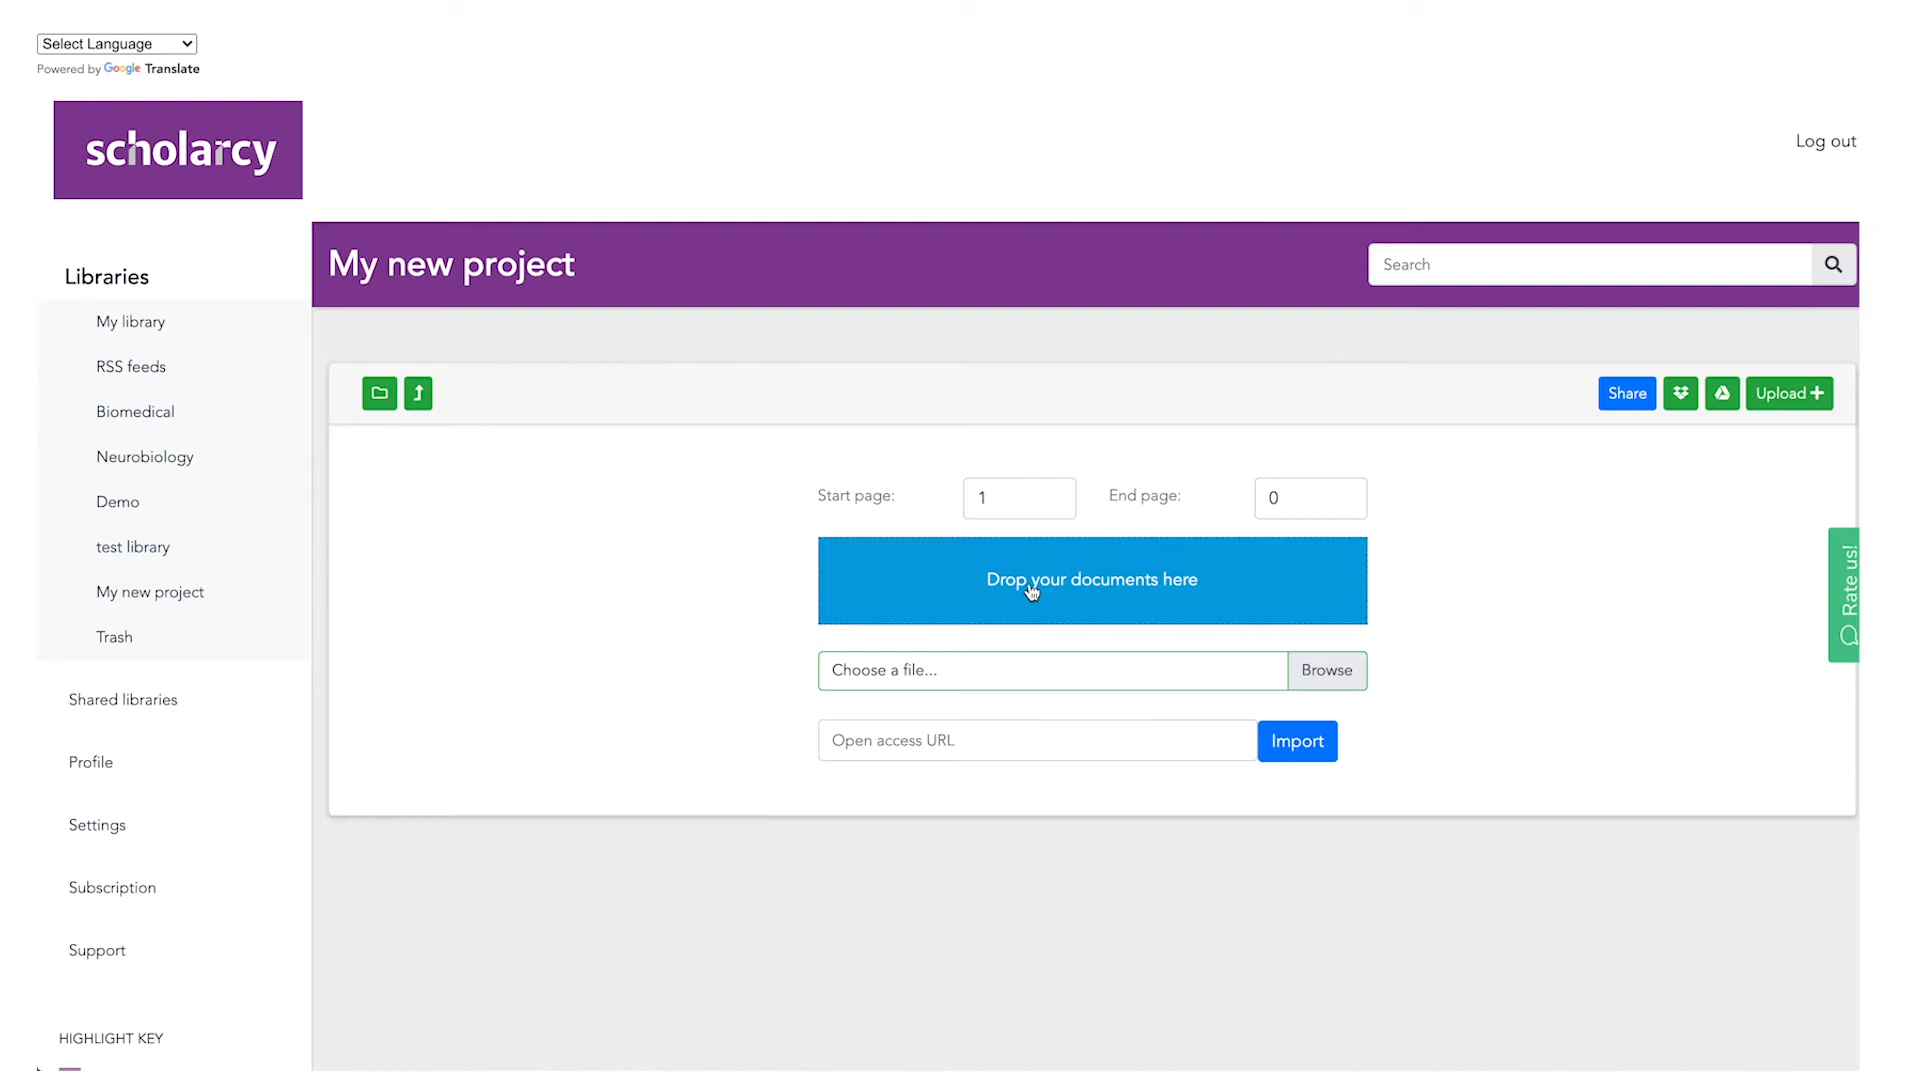 Select Language
Powered by Google Translate
scholarcy
Log out
My new project
Search
Libraries
My library
RSS feeds
Biomedical
Neurobiology
Demo
test library
My new project
Trash
Shared libraries
Profile
Settings
Subscription
Support
HIGHLIGHT KEY
Share
Upload
Start page:
1
End page:
0
Drop your documents here
Choose a file...
Browse
Open access URL
Import
Rate us!